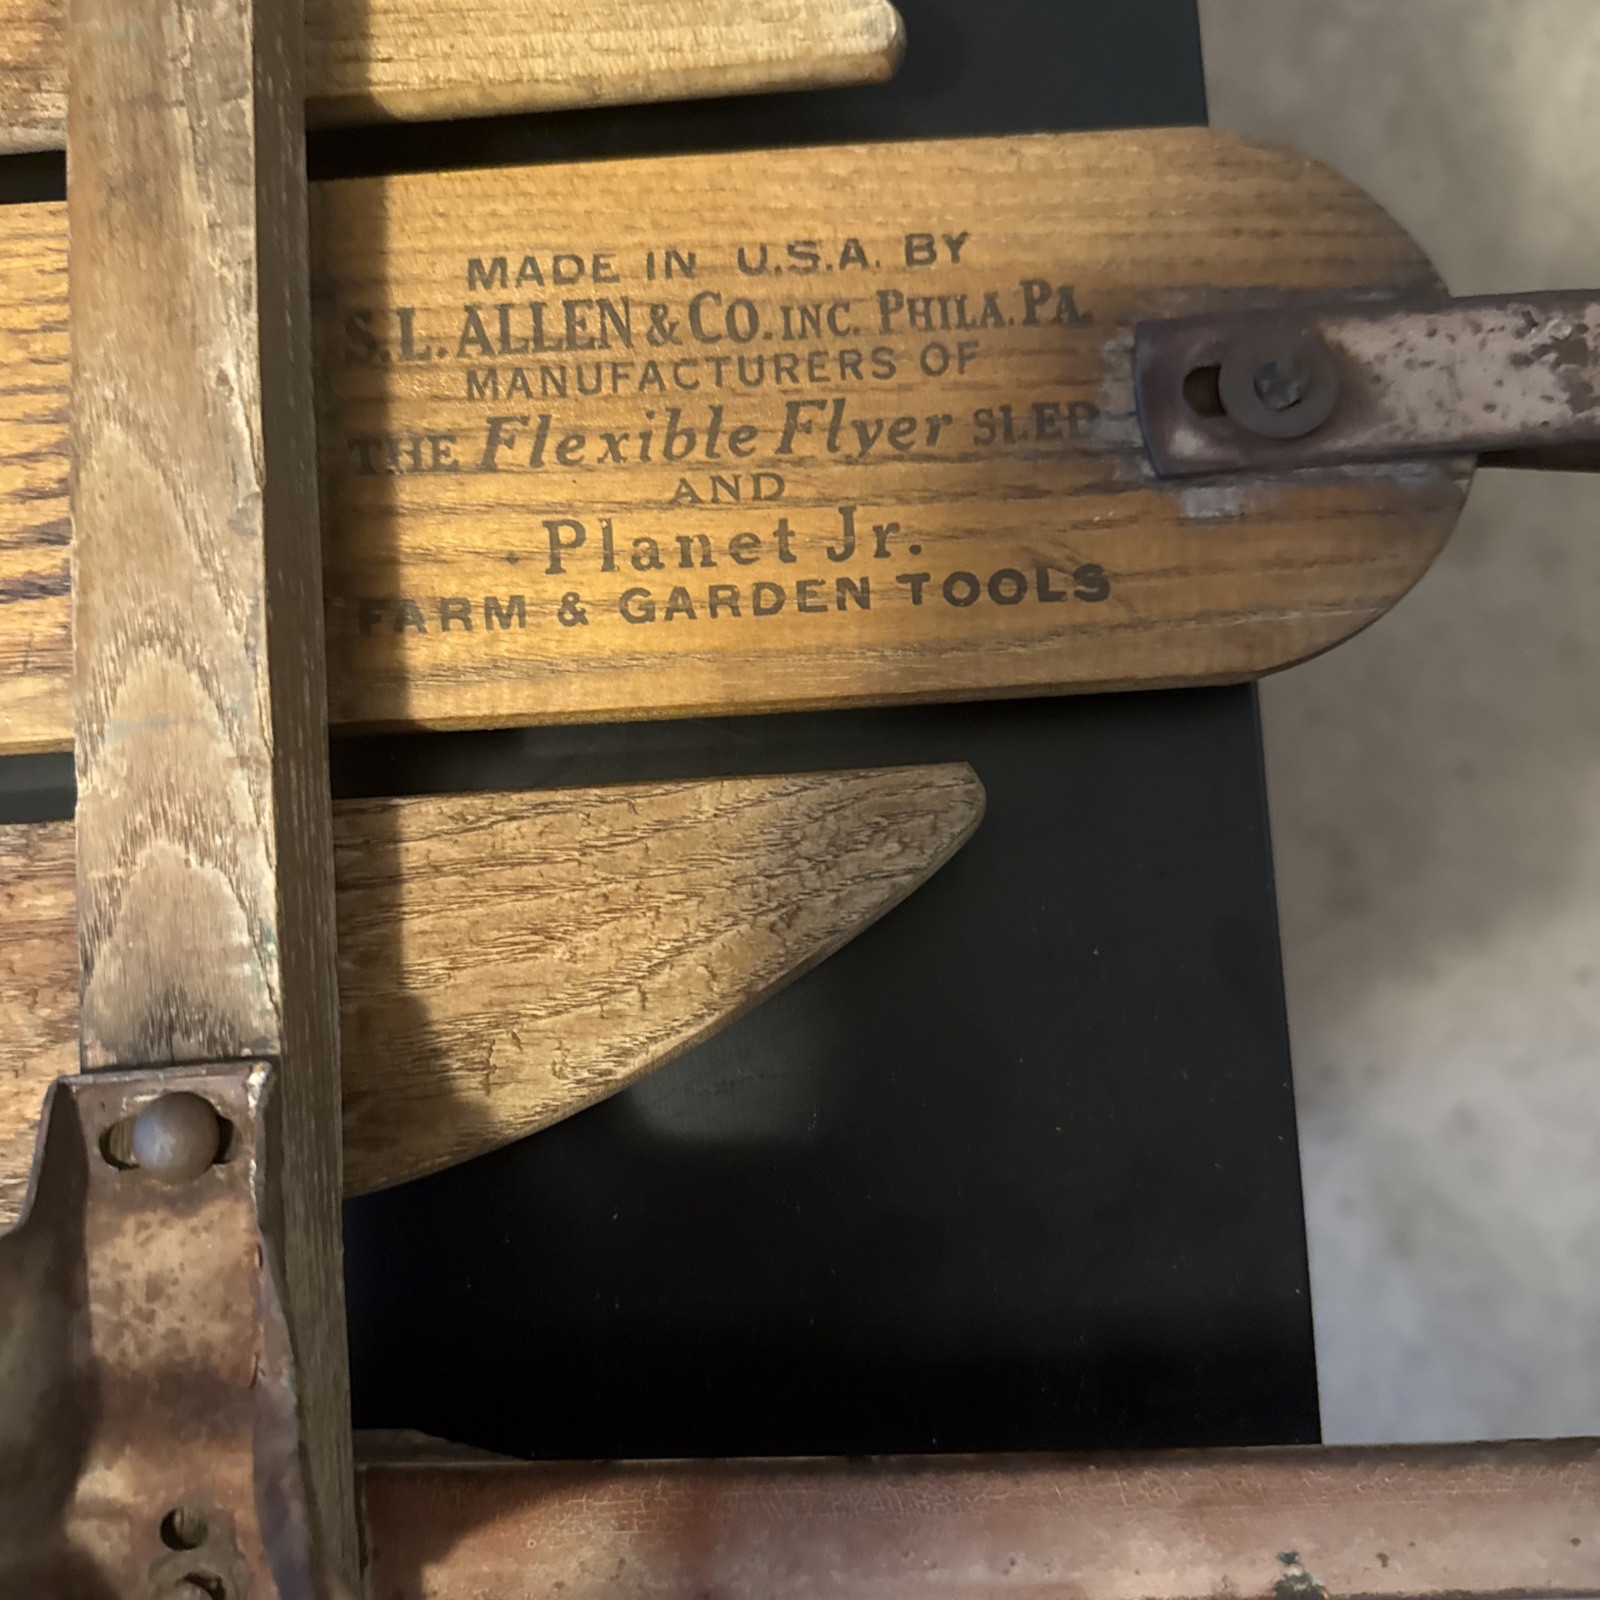 MADE IN U.S.A. BY
S.L. ALLEN & CO. INC. PHILA. PA.
MANUFACTURERS OF
THE Flexible Flyer SLED
AND
Planet Jr.
FARM & GARDEN TOOLS